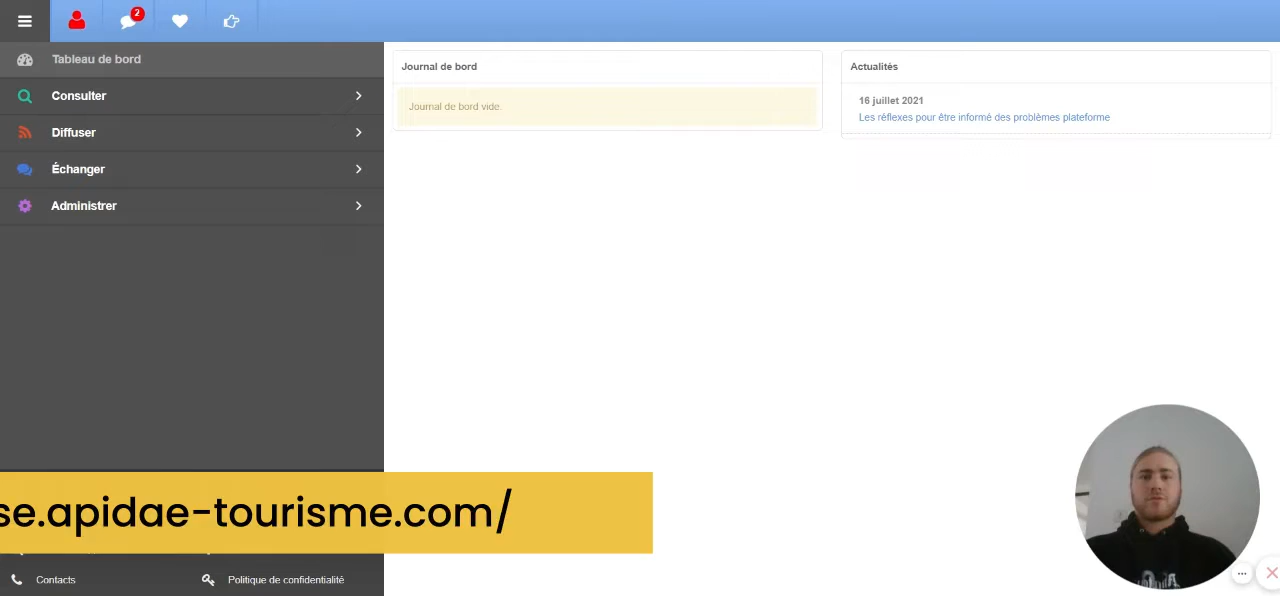 2
Tableau de bord
Consulter
Diffuser
Échanger
Administrer
Journal de bord
Journal de bord vide.
Actualités
16 juillet 2021
Les réflexes pour être informé des problèmes plateforme
se.apidae-tourisme.com/
Contacts
Politique de confidentialité